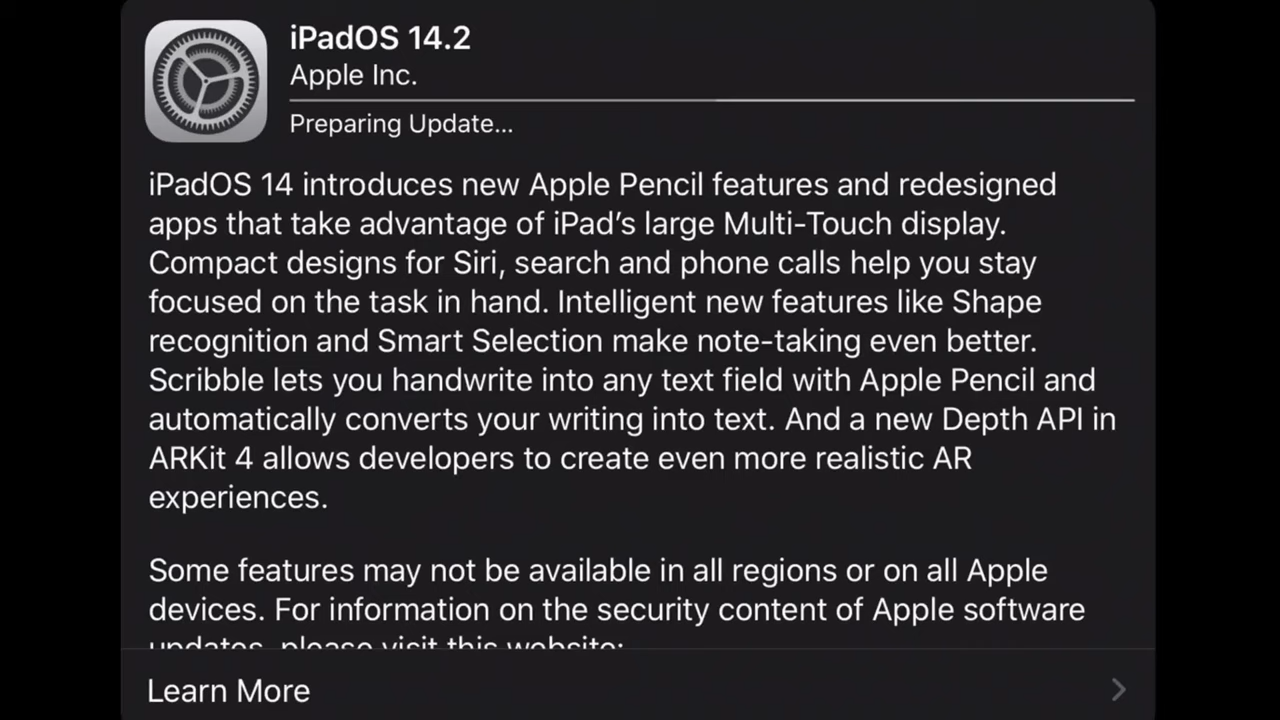 iPadOS 14.2
Apple Inc.
Preparing Update...
iPadOS 14 introduces new Apple Pencil features and redesigned
apps that take advantage of iPad’s large Multi-Touch display.
Compact designs for Siri, search and phone calls help you stay
focused on the task in hand. Intelligent new features like Shape
recognition and Smart Selection make note-taking even better.
Scribble lets you handwrite into any text field with Apple Pencil and
automatically converts your writing into text. And a new Depth API in
ARKit 4 allows developers to create even more realistic AR
experiences.
Some features may not be available in all regions or on all Apple
devices. For information on the security content of Apple software
updates, please visit this website:
Learn More